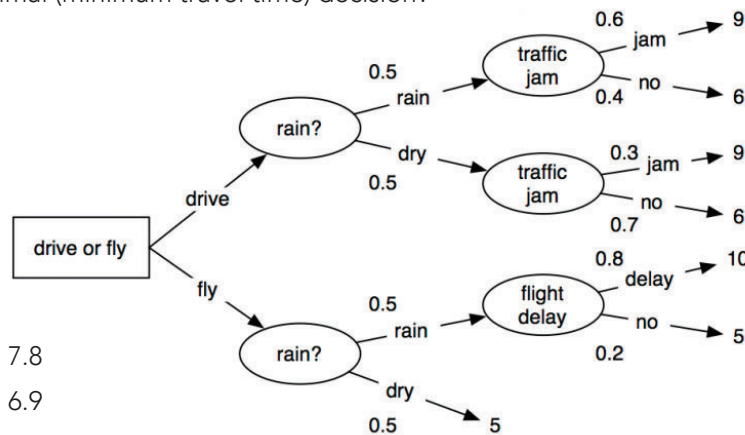 mal (minimum travel time) decision?
0.6
jam
9
traffic
jam
0.5
rain
0.4
no
6
rain?
dry
0.5
0.3
jam
9
traffic
jam
no
6
0.7
drive
drive or fly
fly
0.8
delay
10
flight
delay
0.5
rain
no
5
0.2
rain?
dry
0.5
5
7.8
6.9